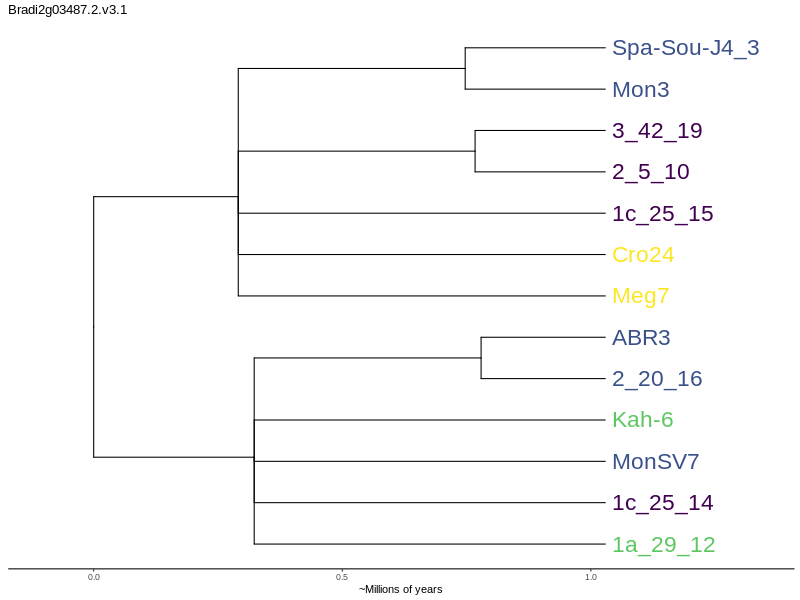 Bradi2g03487.2.v3.1
Spa-Sou-J4_3
Mon3
3_42_19
2_5_10
1c_25_15
Cro24
Meg7
ABR3
2_20_16
Kah-6
MonSV7
1c_25_14
1a_29_12
0.0 0.5 1.0
~Millions of years